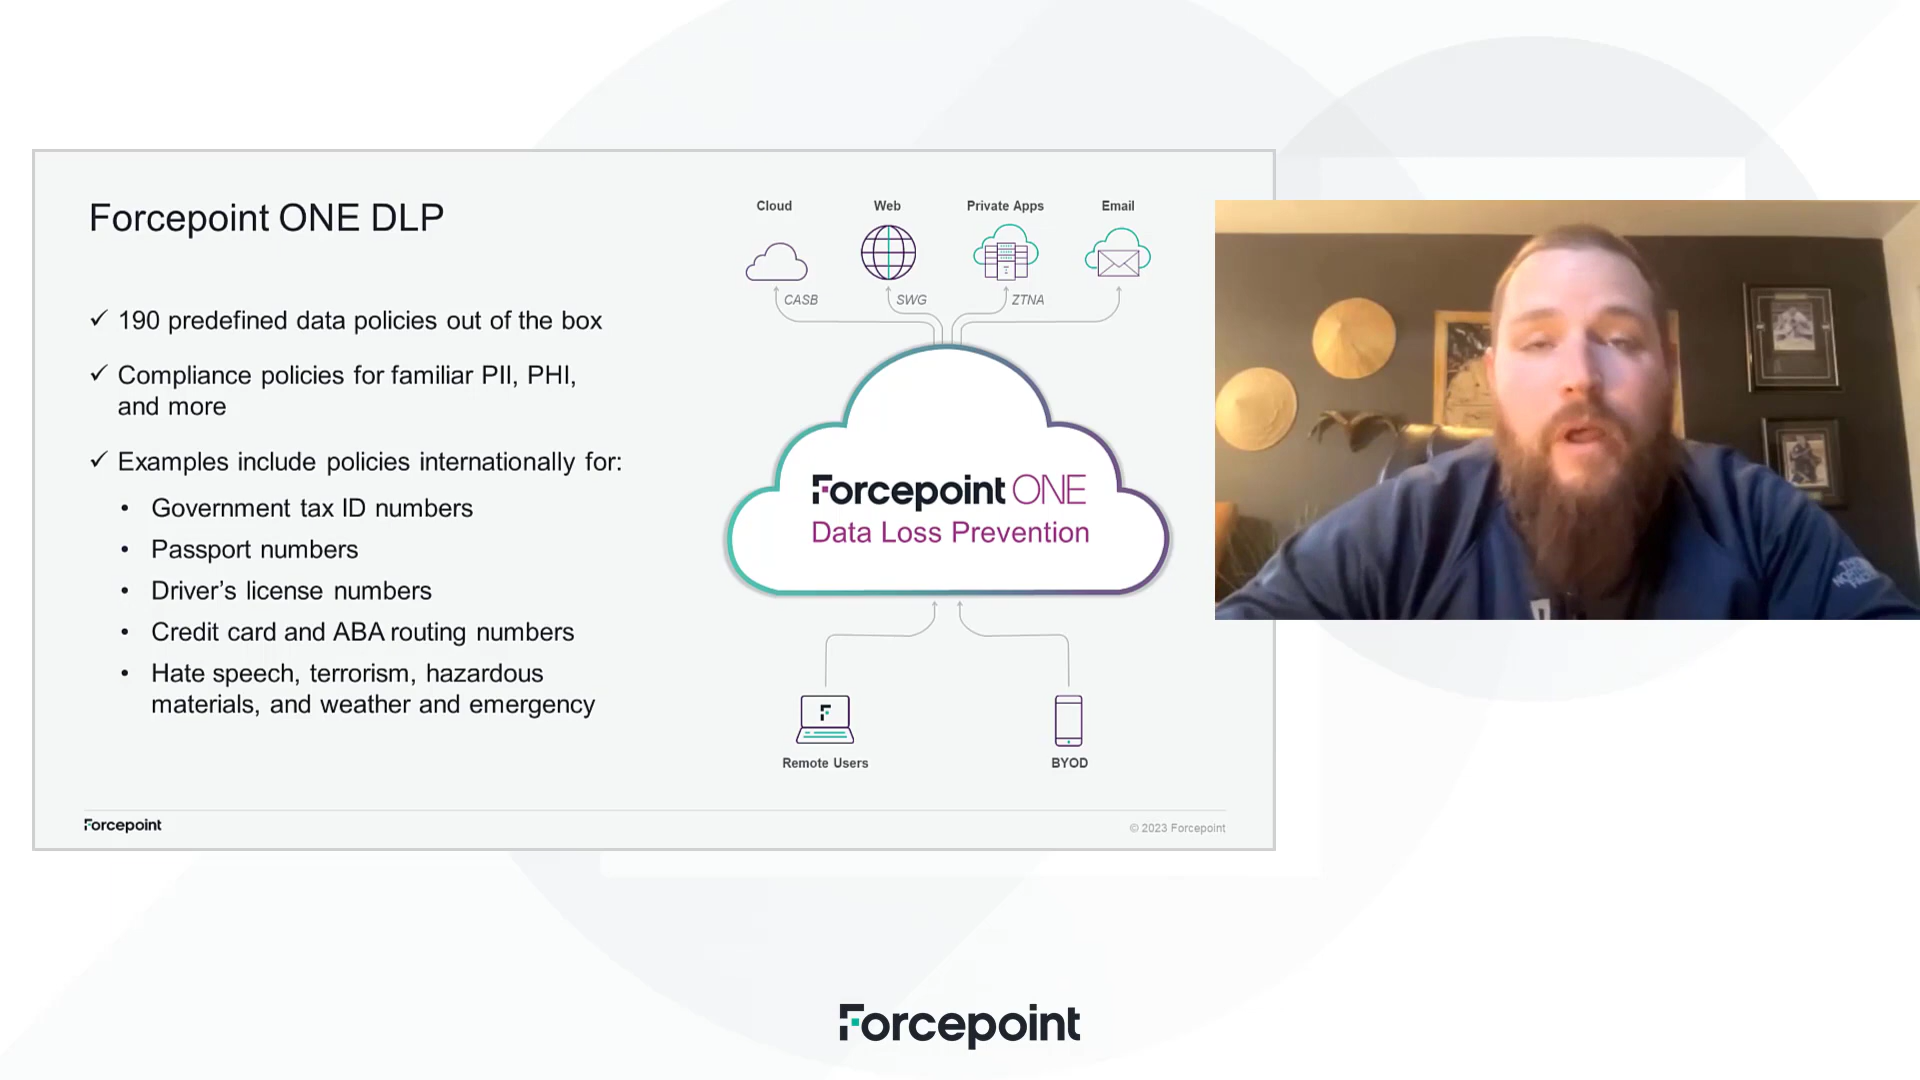 Forcepoint ONE DLP
✓ 190 predefined data policies out of the box
✓ Compliance policies for familiar PII, PHI,
and more
✓ Examples include policies internationally for:
• Government tax ID numbers
• Passport numbers
• Driver’s license numbers
• Credit card and ABA routing numbers
• Hate speech, terrorism, hazardous
materials, and weather and emergency
Cloud
Web
Private Apps
Email
CASB
SWG
ZTNA
Forcepoint ONE
Data Loss Prevention
Remote Users
BYOD
Forcepoint
© 2023 Forcepoint
THE
NORTH
FACE
Forcepoint